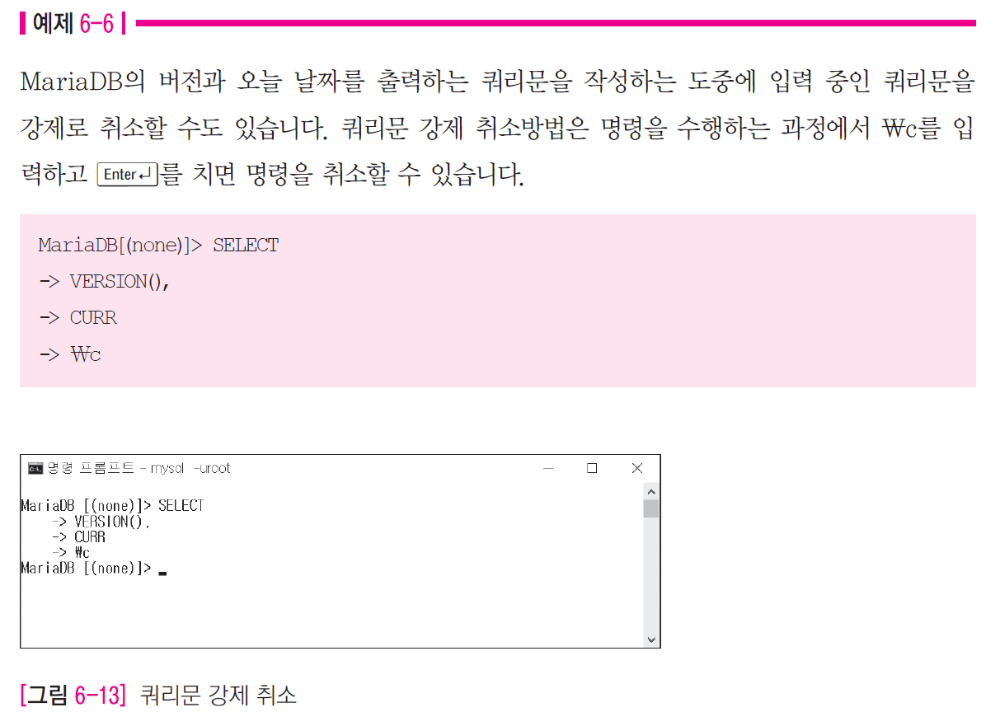 예제 6-6
MariaDB의 버전과 오늘 날짜를 출력하는 쿼리문을 작성하는 도중에 입력 중인 쿼리문을
강제로 취소할 수도 있습니다. 쿼리문 강제 취소방법은 명령을 수행하는 과정에서 ₩c를 입
력하고 Enter↵를 치면 명령을 취소할 수 있습니다.
MariaDB[(none)]> SELECT
-> VERSION(),
-> CURR
-> ₩c
명령 프롬프트 - mysql -uroot
MariaDB [(none)]> SELECT
-> VERSION(),
-> CURR
-> ₩c
MariaDB [(none)]>
[그림 6-13] 쿼리문 강제 취소